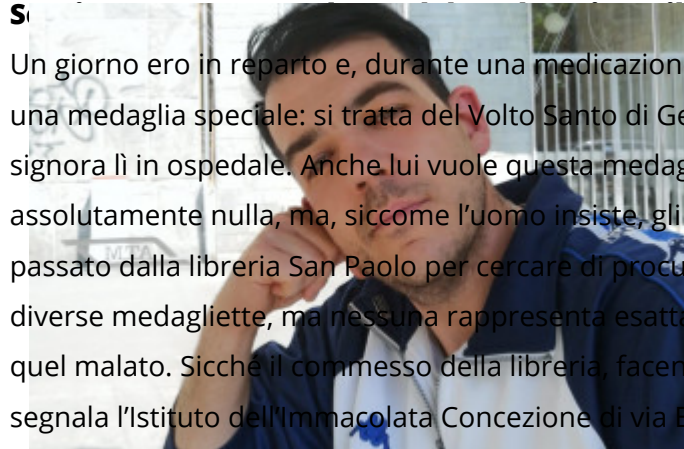 Un giorno ero in reparto e, durante una medicazion
una medaglia speciale: si tratta del Volto Santo di Ge
signora lì in ospedale. Anche lui vuole questa medag
assolutamente nulla, ma, siccome l'uomo insiste, gli
passato dalla libreria San Paolo per cercare di procu
diverse medagliette, ma nessuna rappresenta esatta
quel malato. Sicché il commesso della libreria, facen
segnala l'Istituto dell'Immacolata Concezione di via